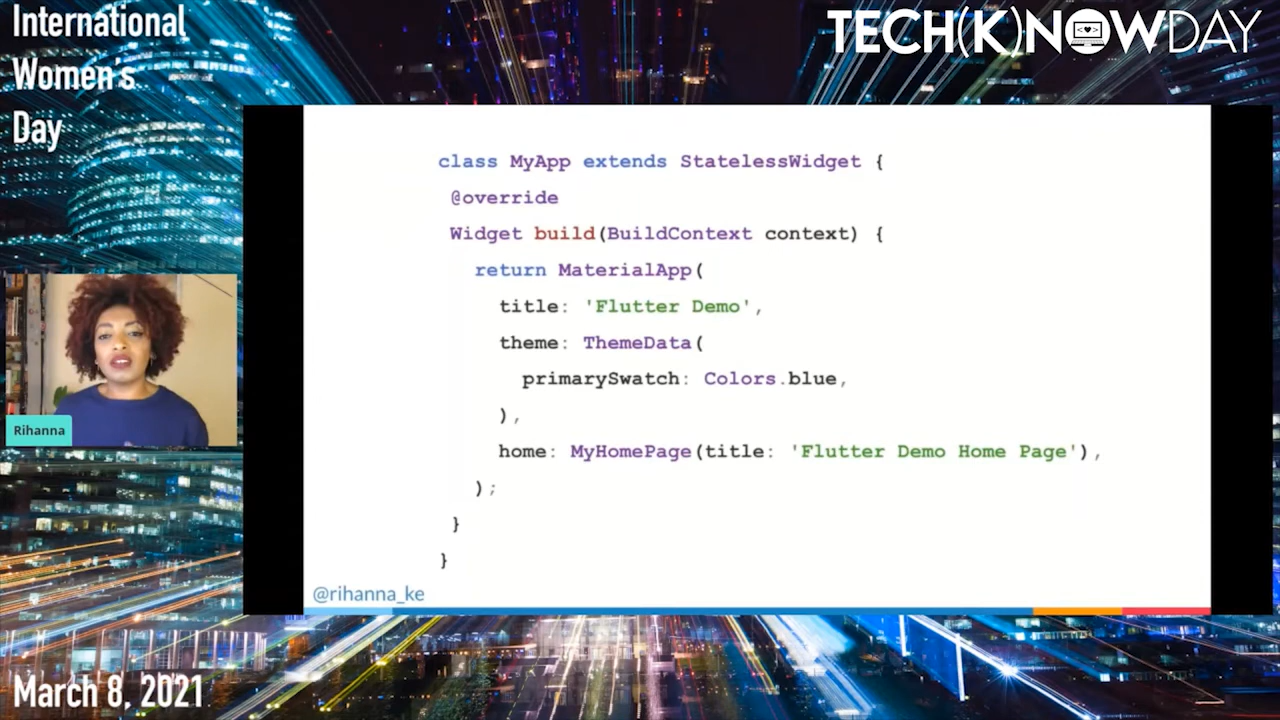 International
Women's
Day
TECH(K)NOWDAY
class MyApp extends StatelessWidget {
@override
Widget build(BuildContext context) {
return MaterialApp(
title: 'Flutter Demo',
theme: ThemeData(
primarySwatch: Colors.blue,
),
home: MyHomePage(title: 'Flutter Demo Home Page'),
);
}
}
@rihanna_ke
Rihanna
March 8, 2021